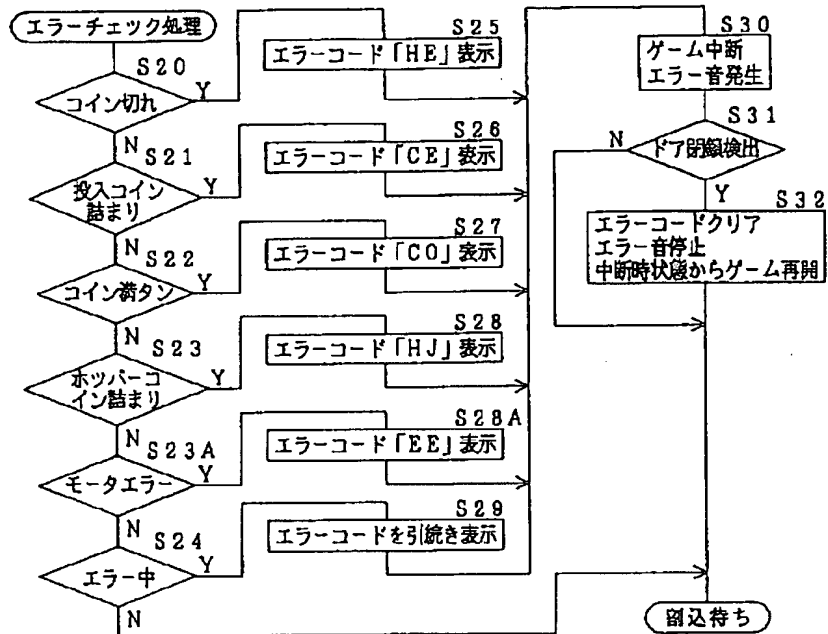 エラーチェック処理
S20
コイン切れ
Y
N
S25
エラーコード「HE」表示
S21
投入コイン
詰まり
Y
N
S26
エラーコード「CE」表示
S22
コイン満タン
Y
N
S27
エラーコード「CO」表示
S23
ホッパーコ
イン詰まり
Y
N
S28
エラーコード「HJ」表示
S23A
モータエラー
Y
N
S28A
エラーコード「EE」表示
S24
エラー中
Y
N
S29
エラーコードを引続き表示
S30
ゲーム中断
エラー音発生
S31
N
ドア閉鎖検出
Y
S32
エラーコードクリア
エラー音停止
中断時状態からゲーム再開
割込待ち